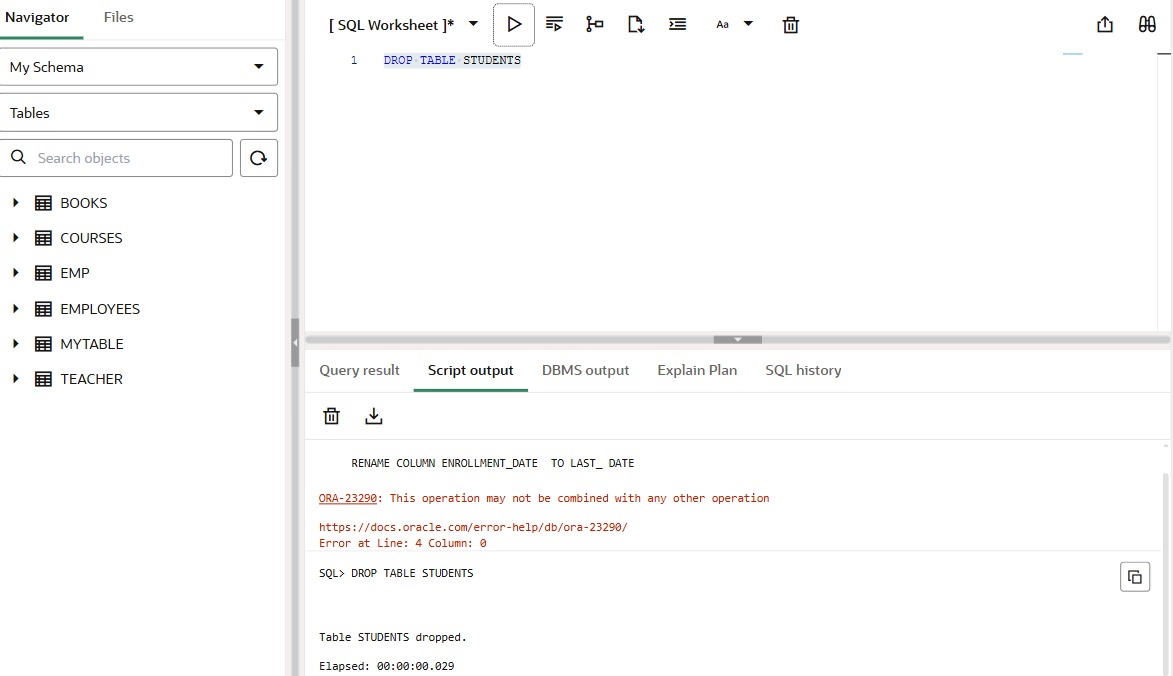 Navigator Files
My Schema
Tables
Search objects
BOOKS
COURSES
EMP
EMPLOYEES
MYTABLE
TEACHER
[ SQL Worksheet ]* Aa
1 DROP TABLE STUDENTS
Query result Script output DBMS output Explain Plan SQL history
RENAME COLUMN ENROLLMENT_DATE  TO LAST_ DATE
ORA-23290: This operation may not be combined with any other operation
https://docs.oracle.com/error-help/db/ora-23290/
Error at Line: 4 Column: 0
SQL> DROP TABLE STUDENTS
Table STUDENTS dropped.
Elapsed: 00:00:00.029